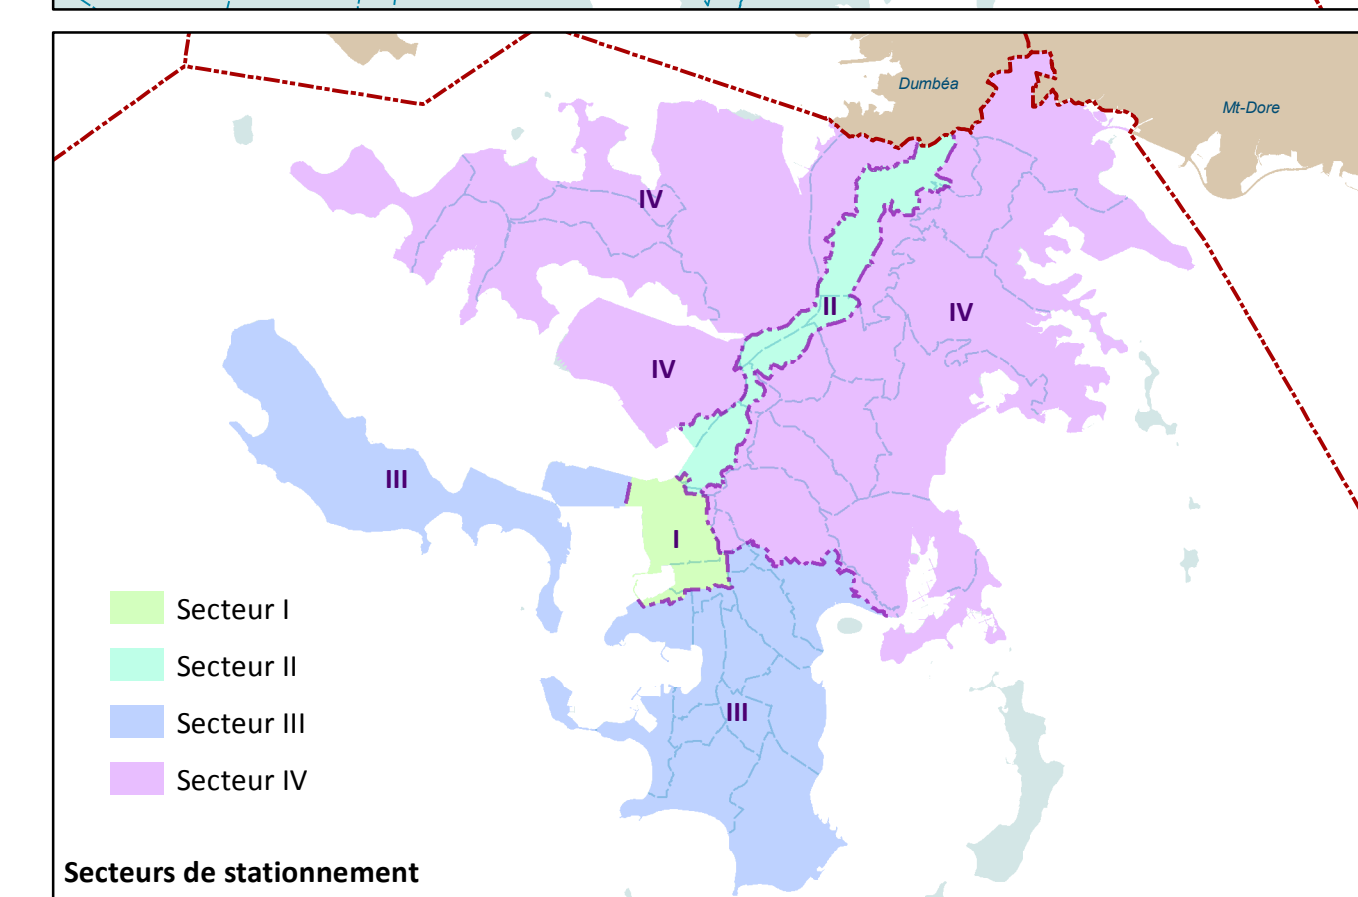 Dumbéa
Mt-Dore
IV
II
IV
IV
III
I
III
Secteur I
Secteur II
Secteur III
Secteur IV
Secteurs de stationnement